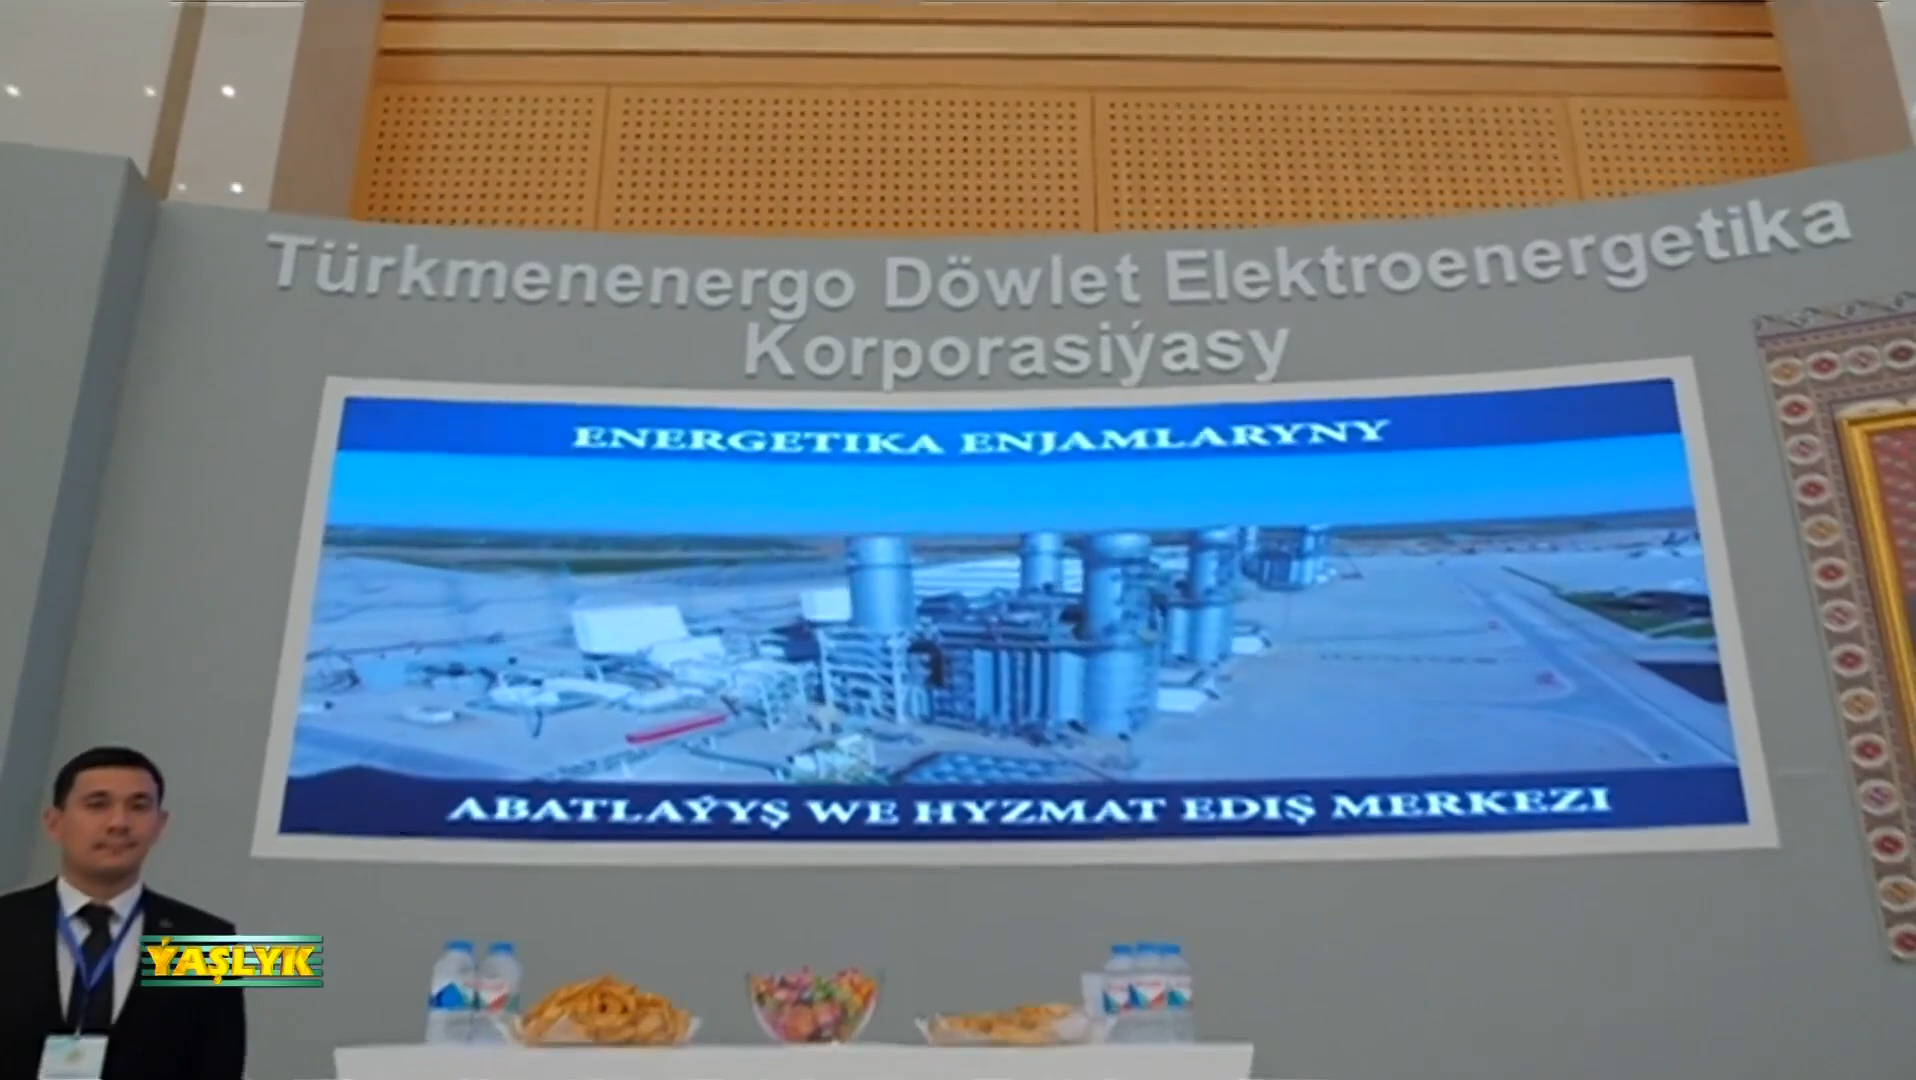 Türkmenenergo Döwlet Elektroenergetika
Korporasiýasy
ENERGETIKA ENJAMLARYNY
ABATLAÝYŞ WE HYZMAT EDIŞ MERKEZI
ÝAŞLYK